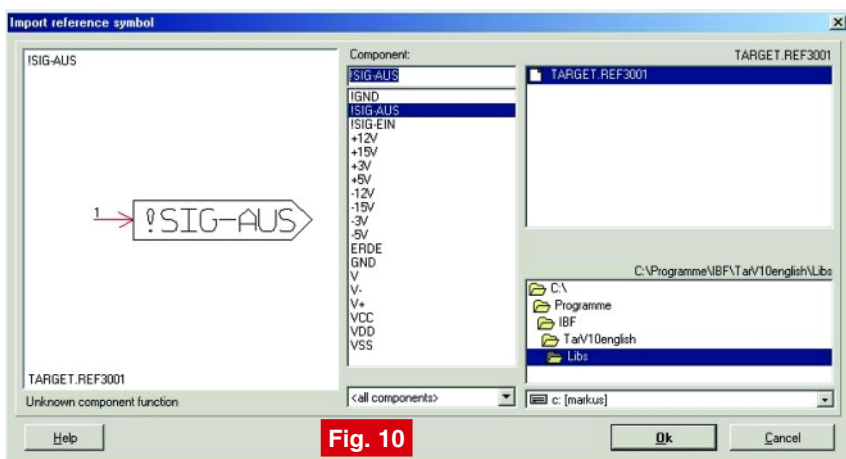 Import reference symbol
!SIG-AUS
1
!SIG-AUS
TARGET.REF3001
Unknown component function
Component:
!SIG-AUS
!GND
!SIG-AUS
!SIG-EIN
+12V
+15V
+3V
+5V
-12V
-15V
-3V
-5V
ERDE
GND
V
V-
V+
VCC
VDD
VSS
<all components>
TARGET.REF3001
TARGET.REF3001
C:\Programme\IBF\TarV10english\Libs
C:\
Programme
IBF
TarV10english
Libs
c: [markus]
Help
Fig. 10
Ok
Cancel